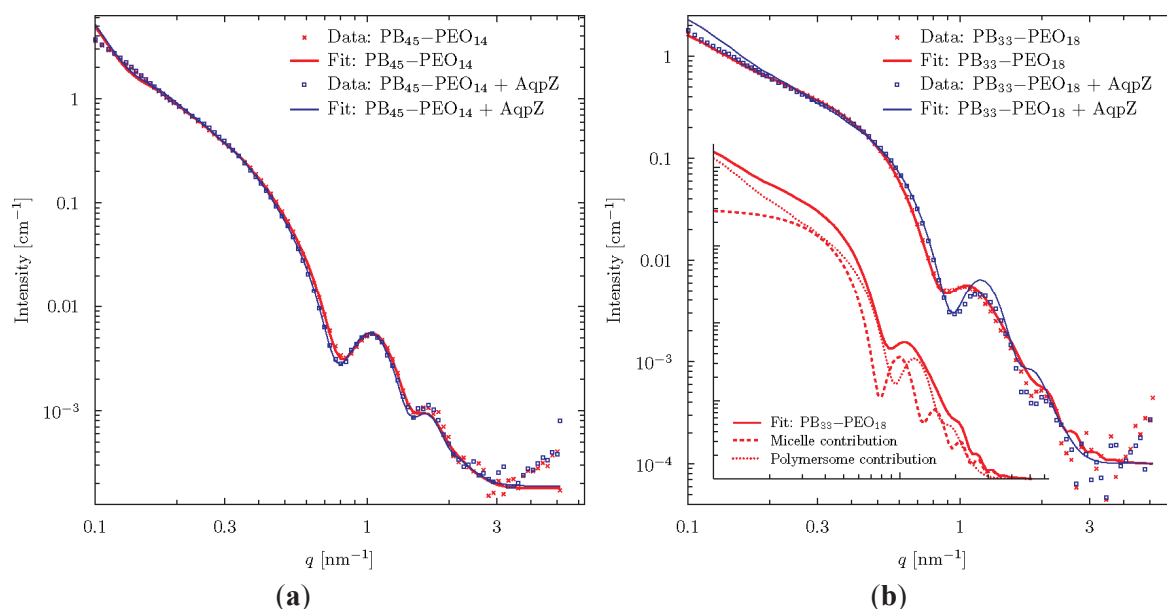 Data: PB₄₅−PEO₁₄
Fit: PB₄₅−PEO₁₄
Data: PB₄₅−PEO₁₄ + AqpZ
Fit: PB₄₅−PEO₁₄ + AqpZ
Intensity [cm⁻¹]
1
0.1
0.01
10⁻³
0.1
0.3
1
3
q [nm⁻¹]
(a)
Data: PB₃₃−PEO₁₈
Fit: PB₃₃−PEO₁₈
Data: PB₃₃−PEO₁₈ + AqpZ
Fit: PB₃₃−PEO₁₈ + AqpZ
Intensity [cm⁻¹]
1
0.1
0.01
10⁻³
10⁻⁴
Fit: PB₃₃−PEO₁₈
Micelle contribution
Polymersome contribution
0.1
0.3
1
3
q [nm⁻¹]
(b)